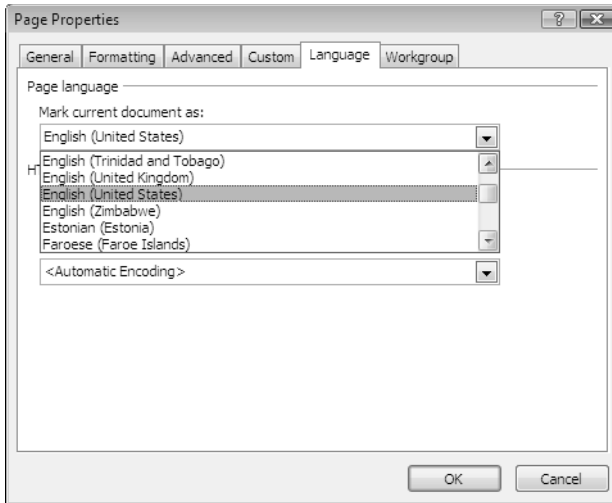 Page Properties
General Formatting Advanced Custom Language Workgroup
Page language
Mark current document as:
English (United States)
English (Trinidad and Tobago)
English (United Kingdom)
English (United States)
English (Zimbabwe)
Estonian (Estonia)
Faroese (Faroe Islands)
<Automatic Encoding>
OK Cancel